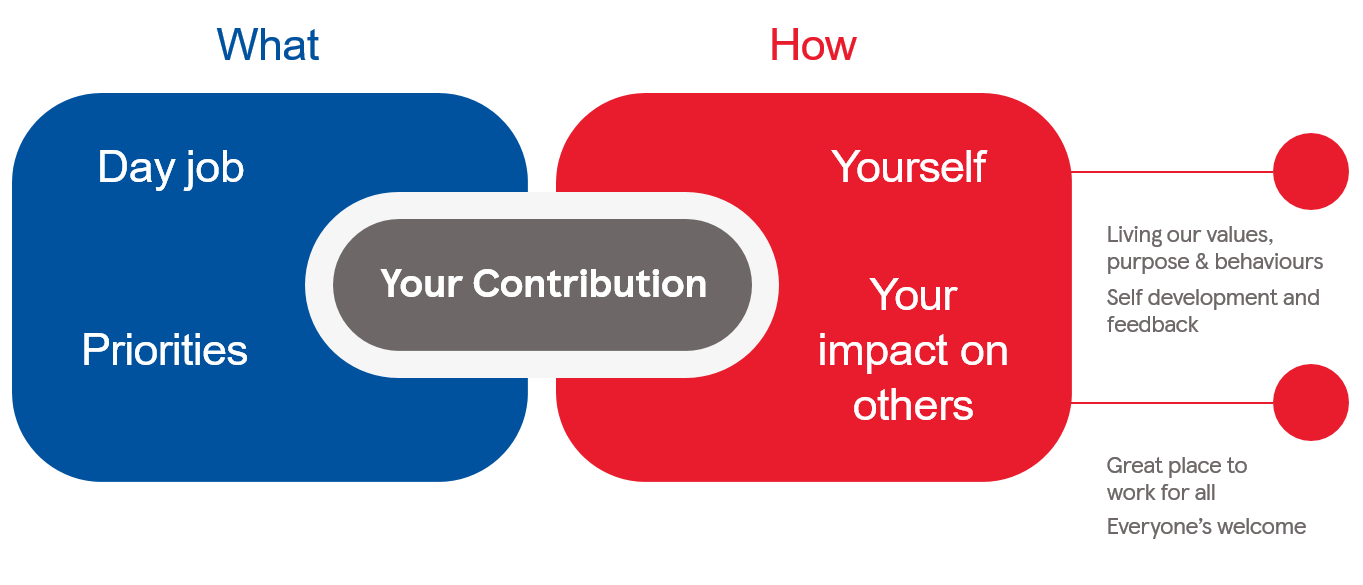 What
How
Day job
Priorities
Your Contribution
Yourself
Your
impact on
others
Living our values,
purpose & behaviours
Self development and
feedback
Great place to
work for all
Everyone’s welcome